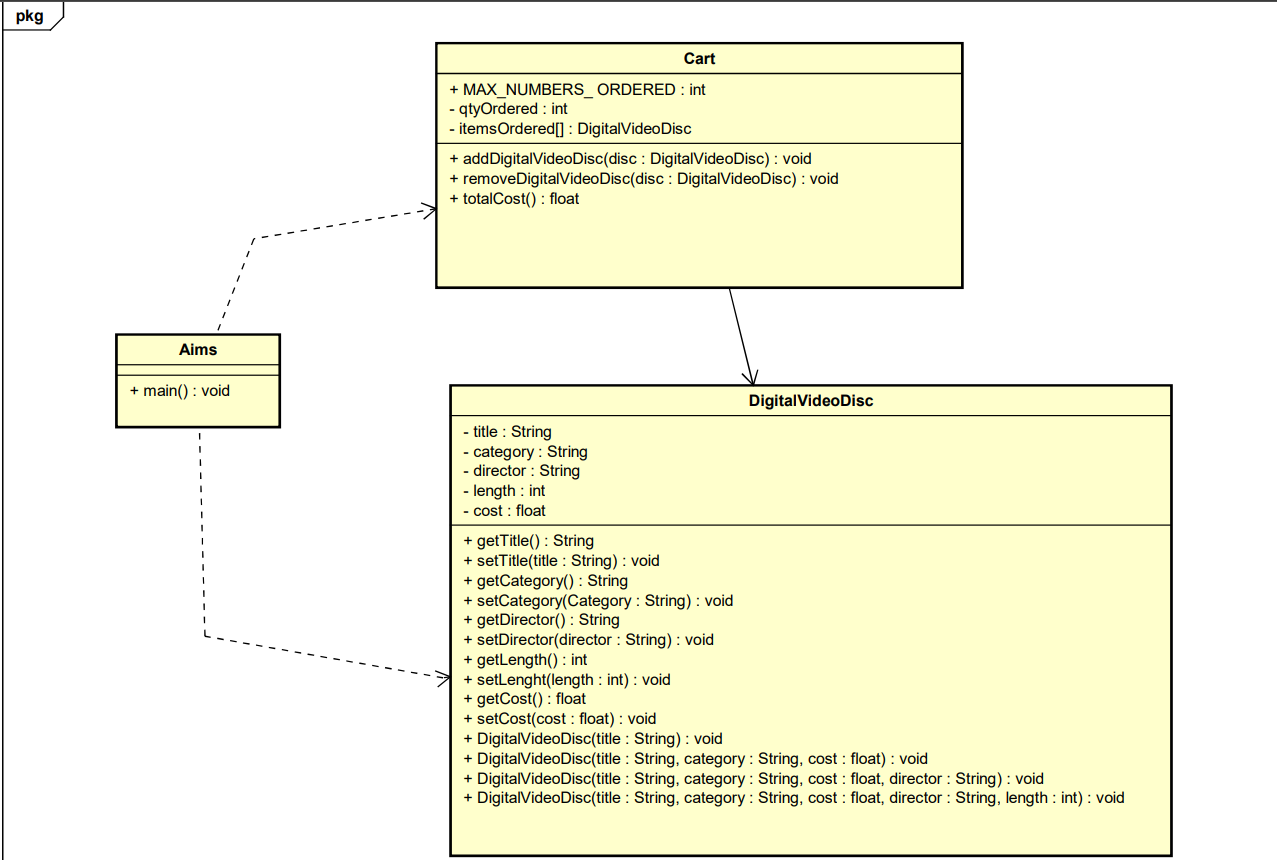 pkg
Cart
+ MAX_NUMBERS_ ORDERED : int
- qtyOrdered : int
- itemsOrdered[] : DigitalVideoDisc
+ addDigitalVideoDisc(disc : DigitalVideoDisc) : void
+ removeDigitalVideoDisc(disc : DigitalVideoDisc) : void
+ totalCost() : float
Aims
+ main() : void
DigitalVideoDisc
- title : String
- category : String
- director : String
- length : int
- cost : float
+ getTitle() : String
+ setTitle(title : String) : void
+ getCategory() : String
+ setCategory(Category : String) : void
+ getDirector() : String
+ setDirector(director : String) : void
+ getLength() : int
+ setLenght(length : int) : void
+ getCost() : float
+ setCost(cost : float) : void
+ DigitalVideoDisc(title : String) : void
+ DigitalVideoDisc(title : String, category : String, cost : float) : void
+ DigitalVideoDisc(title : String, category : String, cost : float, director : String) : void
+ DigitalVideoDisc(title : String, category : String, cost : float, director : String, length : int) : void